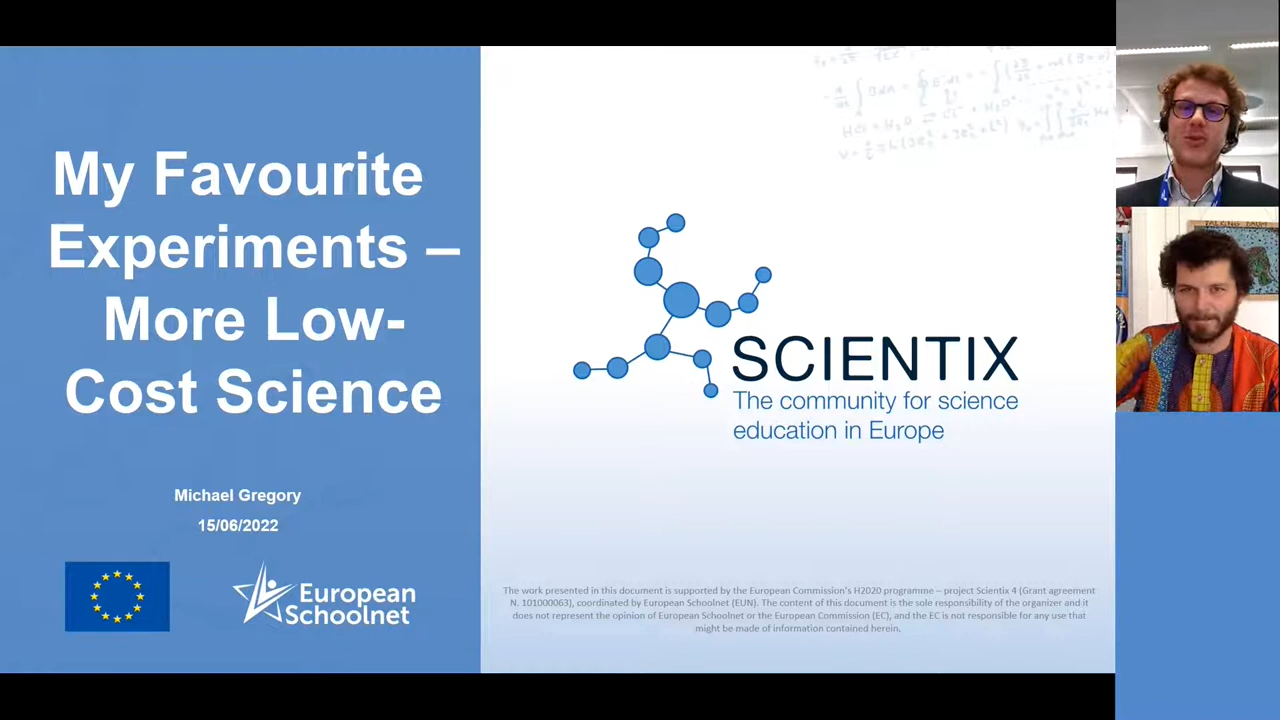 My Favourite
Experiments –
More Low-
Cost Science
Michael Gregory
15/06/2022
European
Schoolnet
SCIENTIX
The community for science
education in Europe
The work presented in this document is supported by the European Commission's H2020 programme – project Scientix 4 (Grant agreement
N. 101000063), coordinated by European Schoolnet (EUN). The content of this document is the sole responsibility of the organizer and it
does not represent the opinion of European Schoolnet or the European Commission (EC), and the EC is not responsible for any use that
might be made of information contained herein.